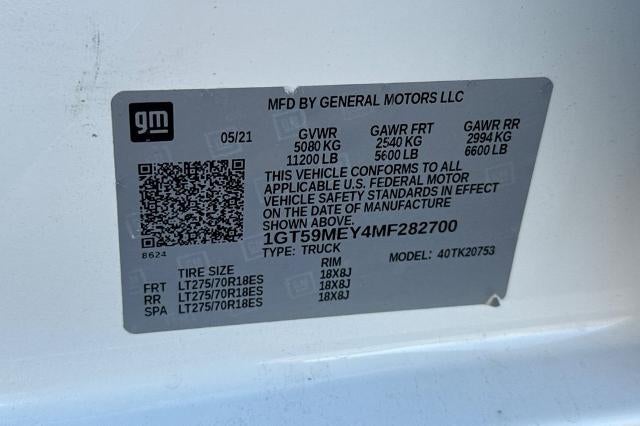 MFD BY GENERAL MOTORS LLC
gm
05/21 GVWR GAWR FRT GAWR RR
5080 KG 2540 KG 2994 KG
11200 LB 5600 LB 6600 LB
THIS VEHICLE CONFORMS TO ALL
APPLICABLE U.S. FEDERAL MOTOR
VEHICLE SAFETY STANDARDS IN EFFECT
ON THE DATE OF MANUFACTURE
SHOWN ABOVE.
1GT59MEY4MF282700
8624
TYPE: TRUCK MODEL: 40TK20753
TIRE SIZE RIM
FRT LT275/70R18ES 18X8J
RR LT275/70R18ES 18X8J
SPA LT275/70R18ES 18X8J